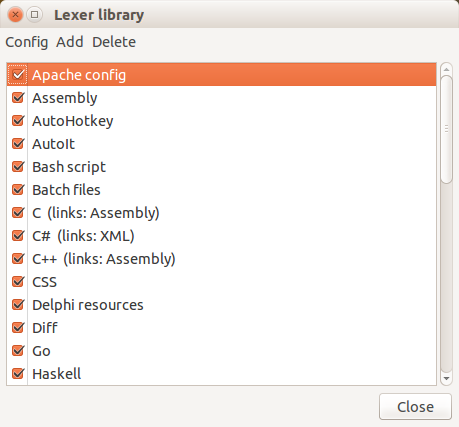 Lexer library
Config Add Delete
Apache config
Assembly
AutoHotkey
AutoIt
Bash script
Batch files
C (links: Assembly)
C# (links: XML)
C++ (links: Assembly)
CSS
Delphi resources
Diff
Go
Haskell
Close